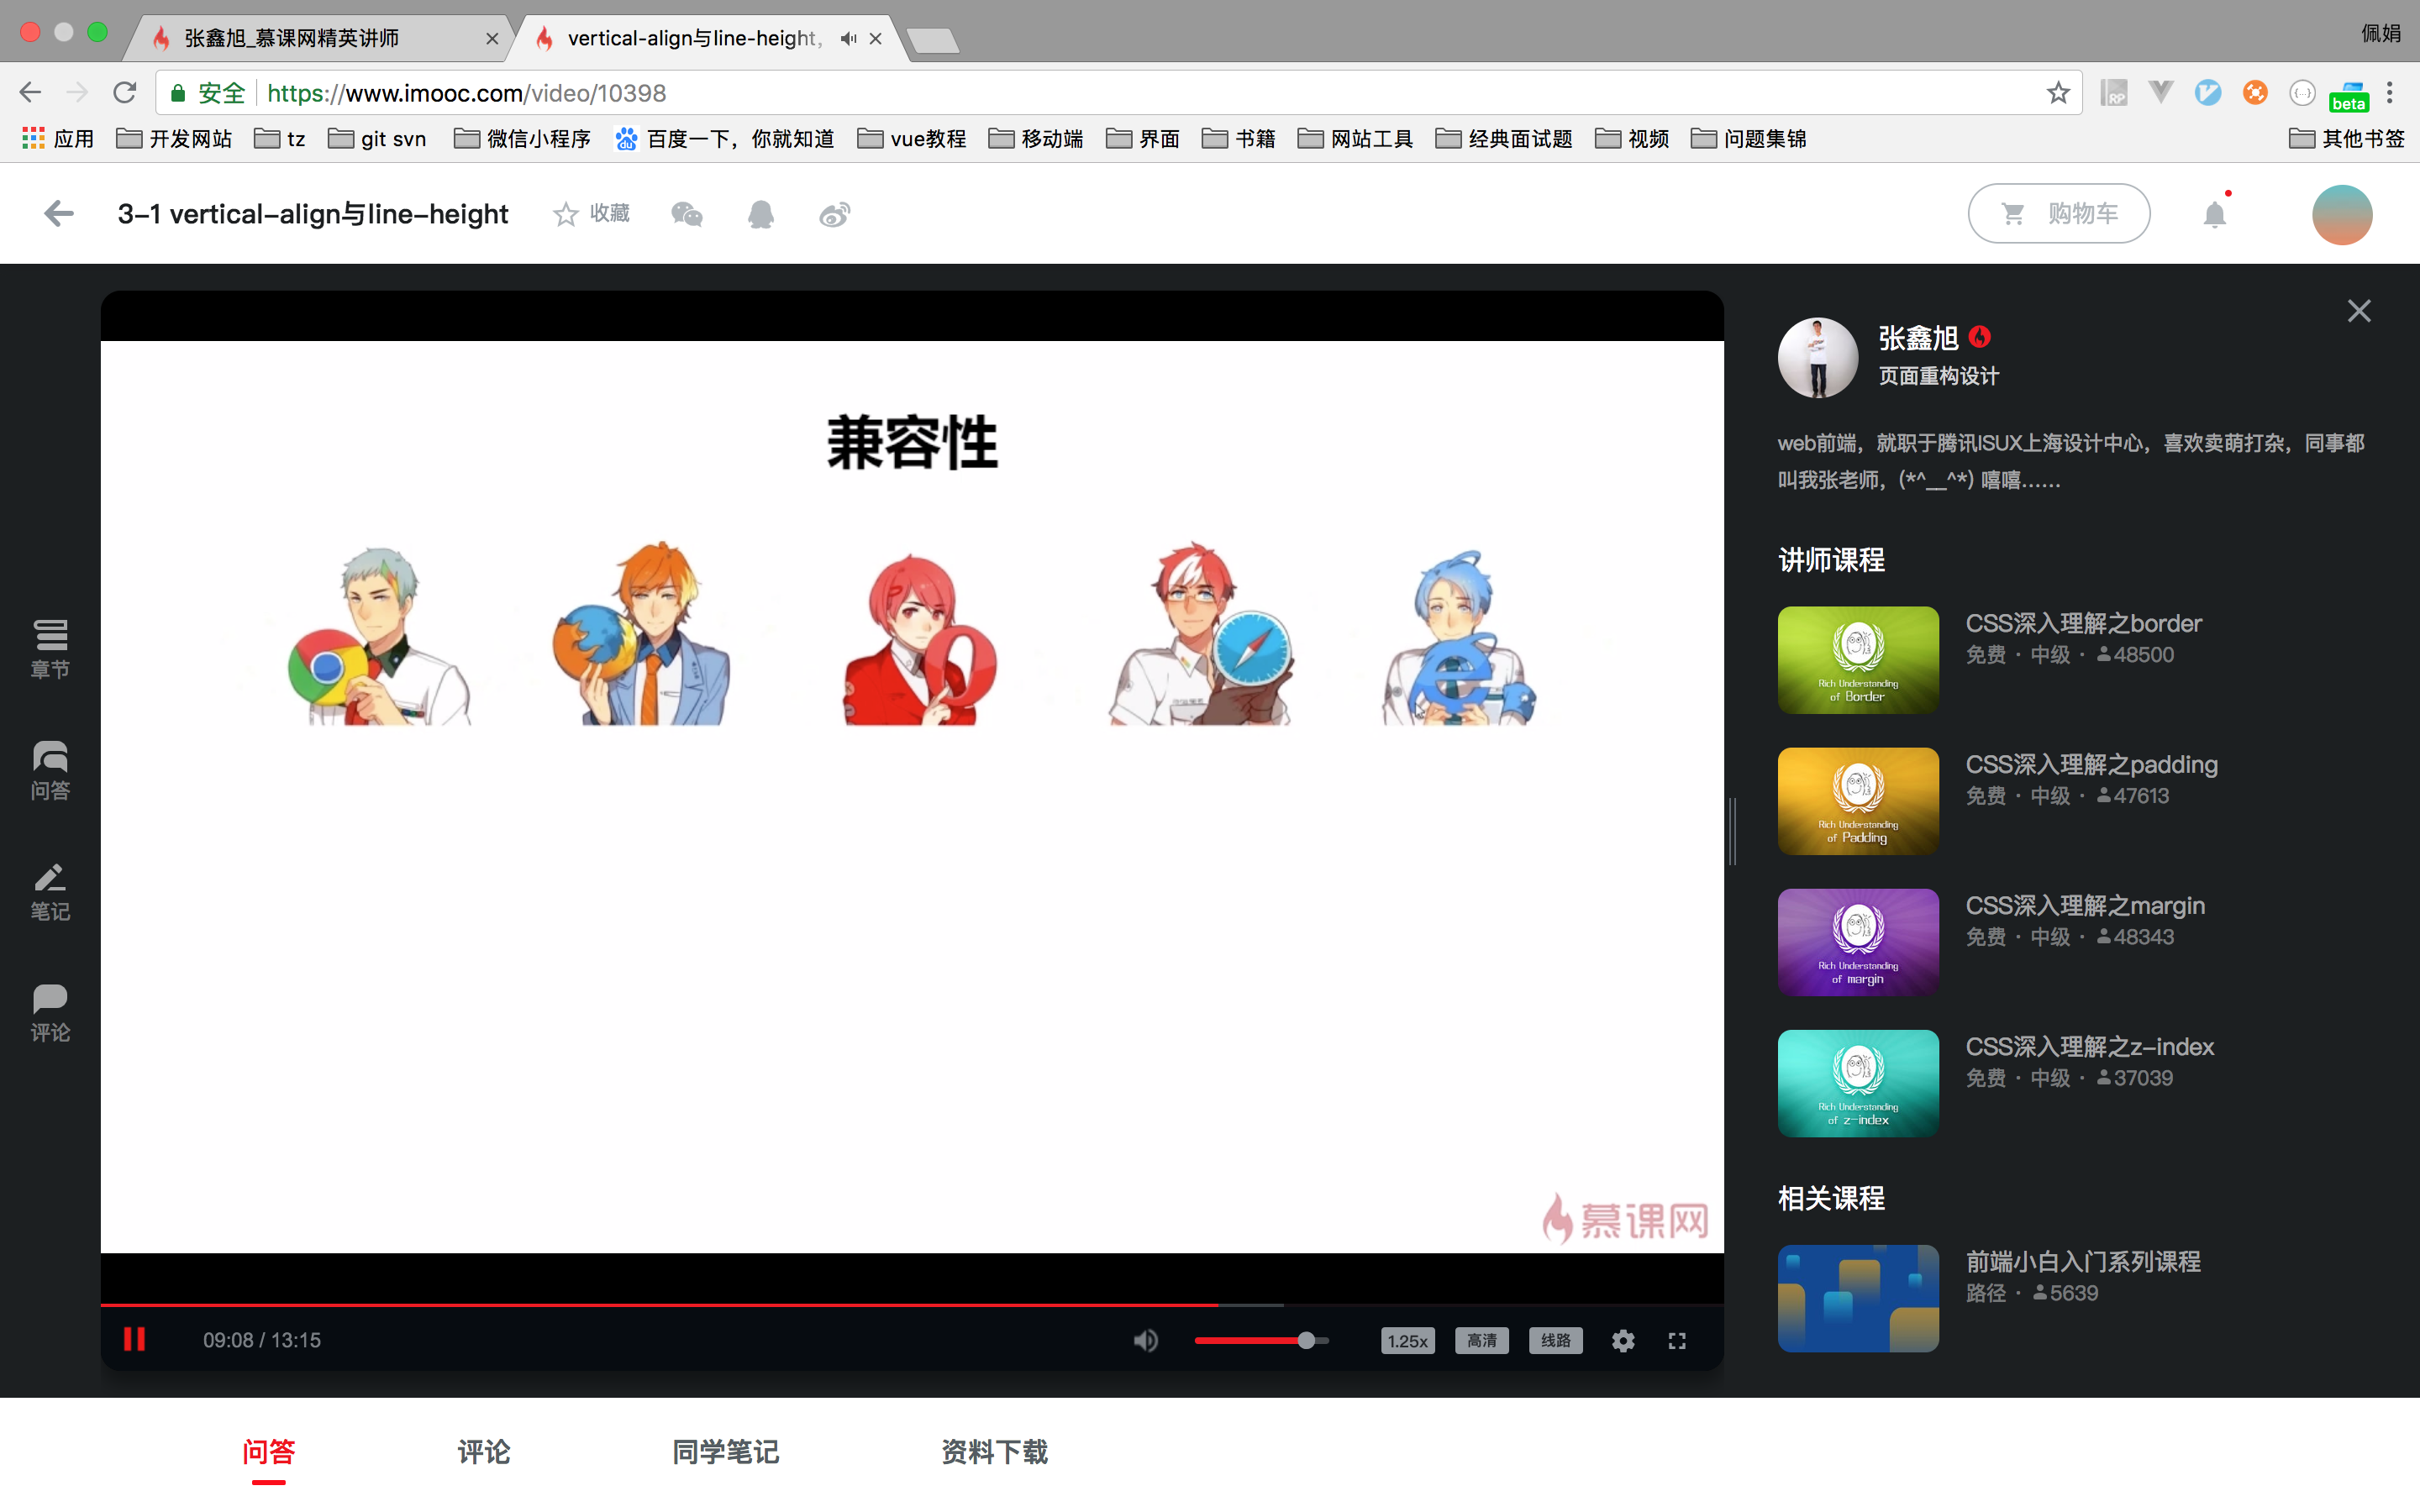 张鑫旭_慕课网精英讲师
vertical-align与line-height,
佩娟
安全
https://www.imooc.com/video/10398
RP
{…}
beta
应用
开发网站
tz
git svn
微信小程序
du
百度一下，你就知道
vue教程
移动端
界面
书籍
网站工具
经典面试题
视频
问题集锦
其他书签
3-1 vertical-align与line-height
收藏
购物车
章节
问答
笔记
评论
兼容性
慕课网
09:08 / 13:15
1.25x
高清
线路
张鑫旭
页面重构设计
web前端，就职于腾讯ISUX上海设计中心，喜欢卖萌打杂，同事都
叫我张老师，(*^__^*) 嘻嘻……
讲师课程
Rich Understanding
of Border
CSS深入理解之border
免费 · 中级 · 48500
Rich Understanding
of Padding
CSS深入理解之padding
免费 · 中级 · 47613
Rich Understanding
of margin
CSS深入理解之margin
免费 · 中级 · 48343
Rich Understanding
of z-index
CSS深入理解之z-index
免费 · 中级 · 37039
相关课程
前端小白入门系列课程
路径 · 5639
问答
评论
同学笔记
资料下载